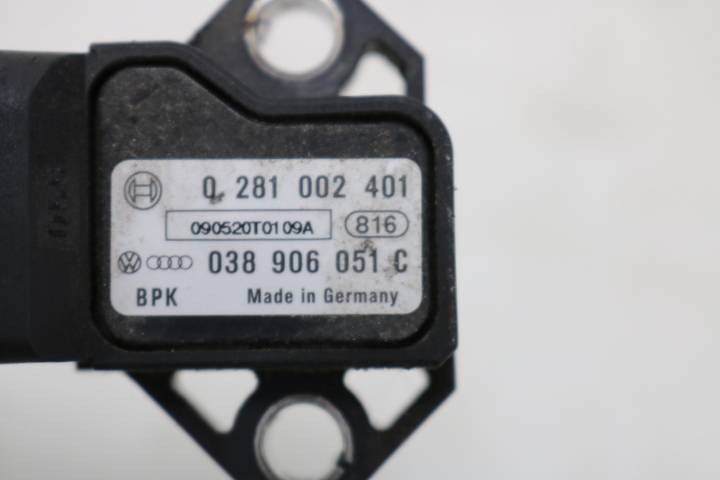 0 281 002 401
090520T0109A 816
038 906 051 C
BPK Made in Germany